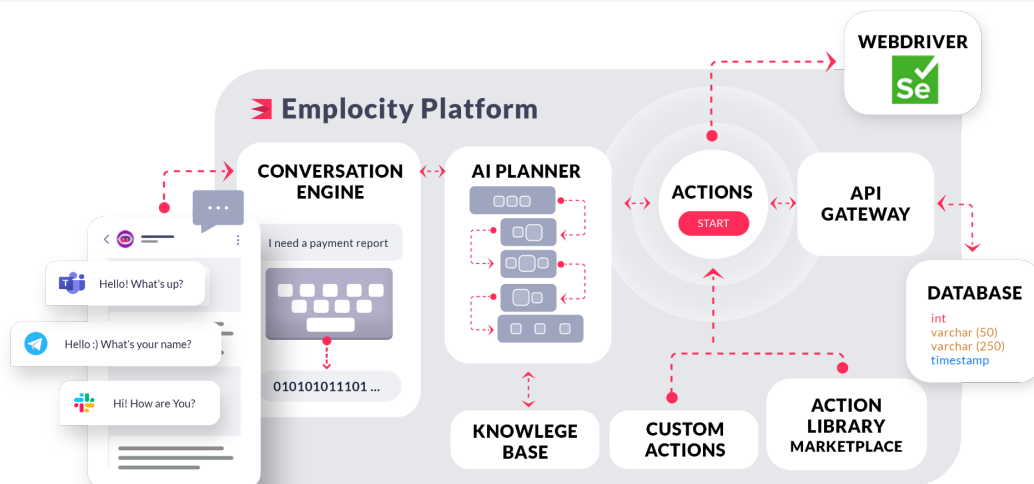 WEBDRIVER
Se
Emplocity Platform
CONVERSATION
ENGINE
I need a payment report
010101011101 ...
AI PLANNER
ACTIONS
START
API
GATEWAY
DATABASE
int
varchar (50)
varchar (250)
timestamp
T
Hello! What's up?
Hello :) What's your name?
Hi! How are You?
KNOWLEGE
BASE
CUSTOM
ACTIONS
ACTION
LIBRARY
MARKETPLACE